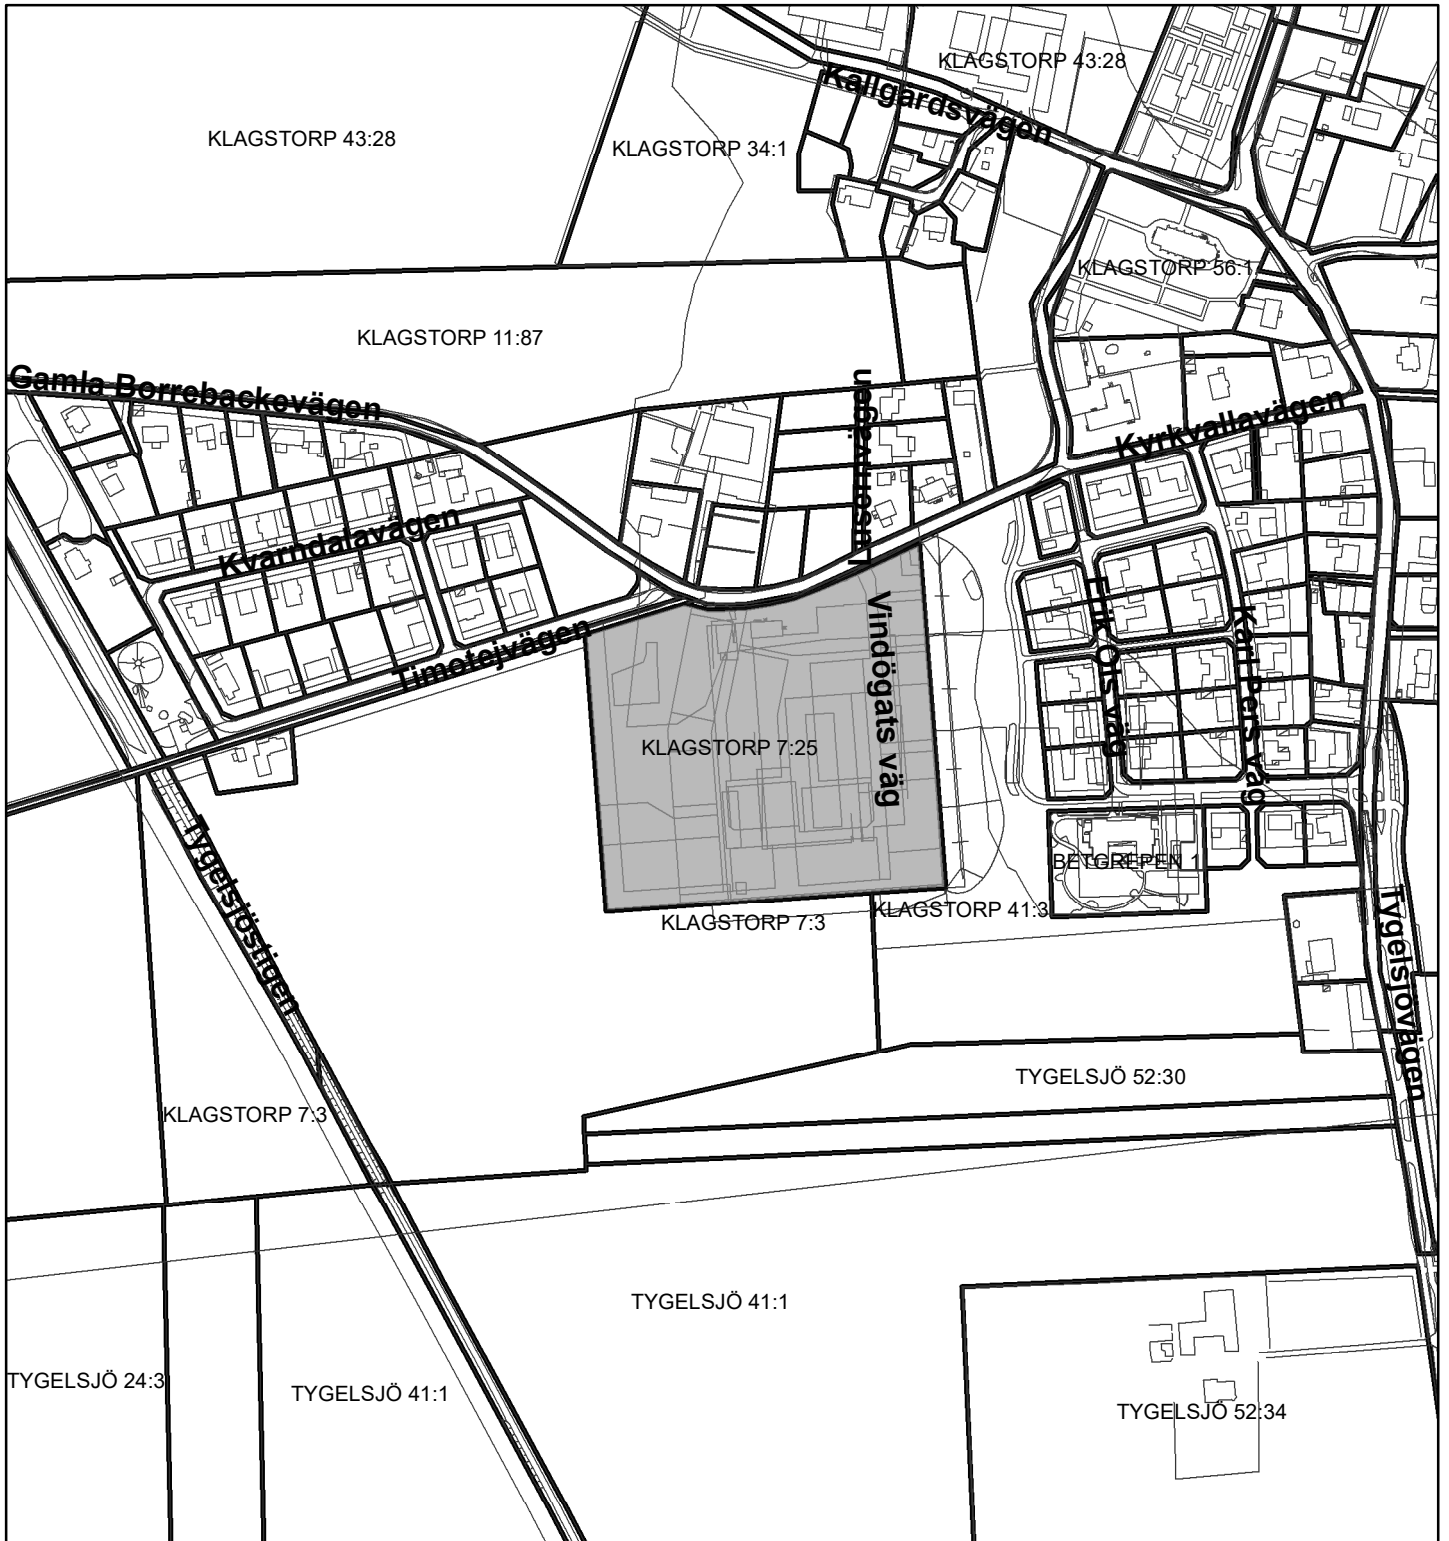 KLAGSTORP 43:28
Källgårdsvägen
KLAGSTORP 43:28
KLAGSTORP 34:1
KLAGSTORP 56:1
KLAGSTORP 11:87
Gamla Borrebackevägen
Lusernvägen
Kyrkvallavägen
Kvarndalavägen
Timotejvägen
Vindögats väg
Erik Ols väg
Karl Pers väg
KLAGSTORP 7:25
Tygelsjöstigen
BETGREPEN 1
KLAGSTORP 7:3
KLAGSTORP 41:3
Tygelsjövägen
TYGELSJÖ 52:30
KLAGSTORP 7:3
TYGELSJÖ 41:1
TYGELSJÖ 24:3
TYGELSJÖ 41:1
TYGELSJÖ 52:34